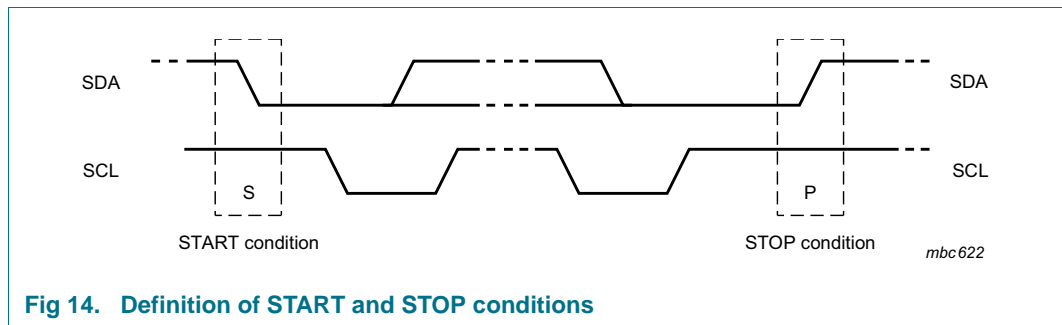 SDA
SDA
SCL
SCL
S
P
START condition
STOP condition
mbc622
Fig 14. Definition of START and STOP conditions